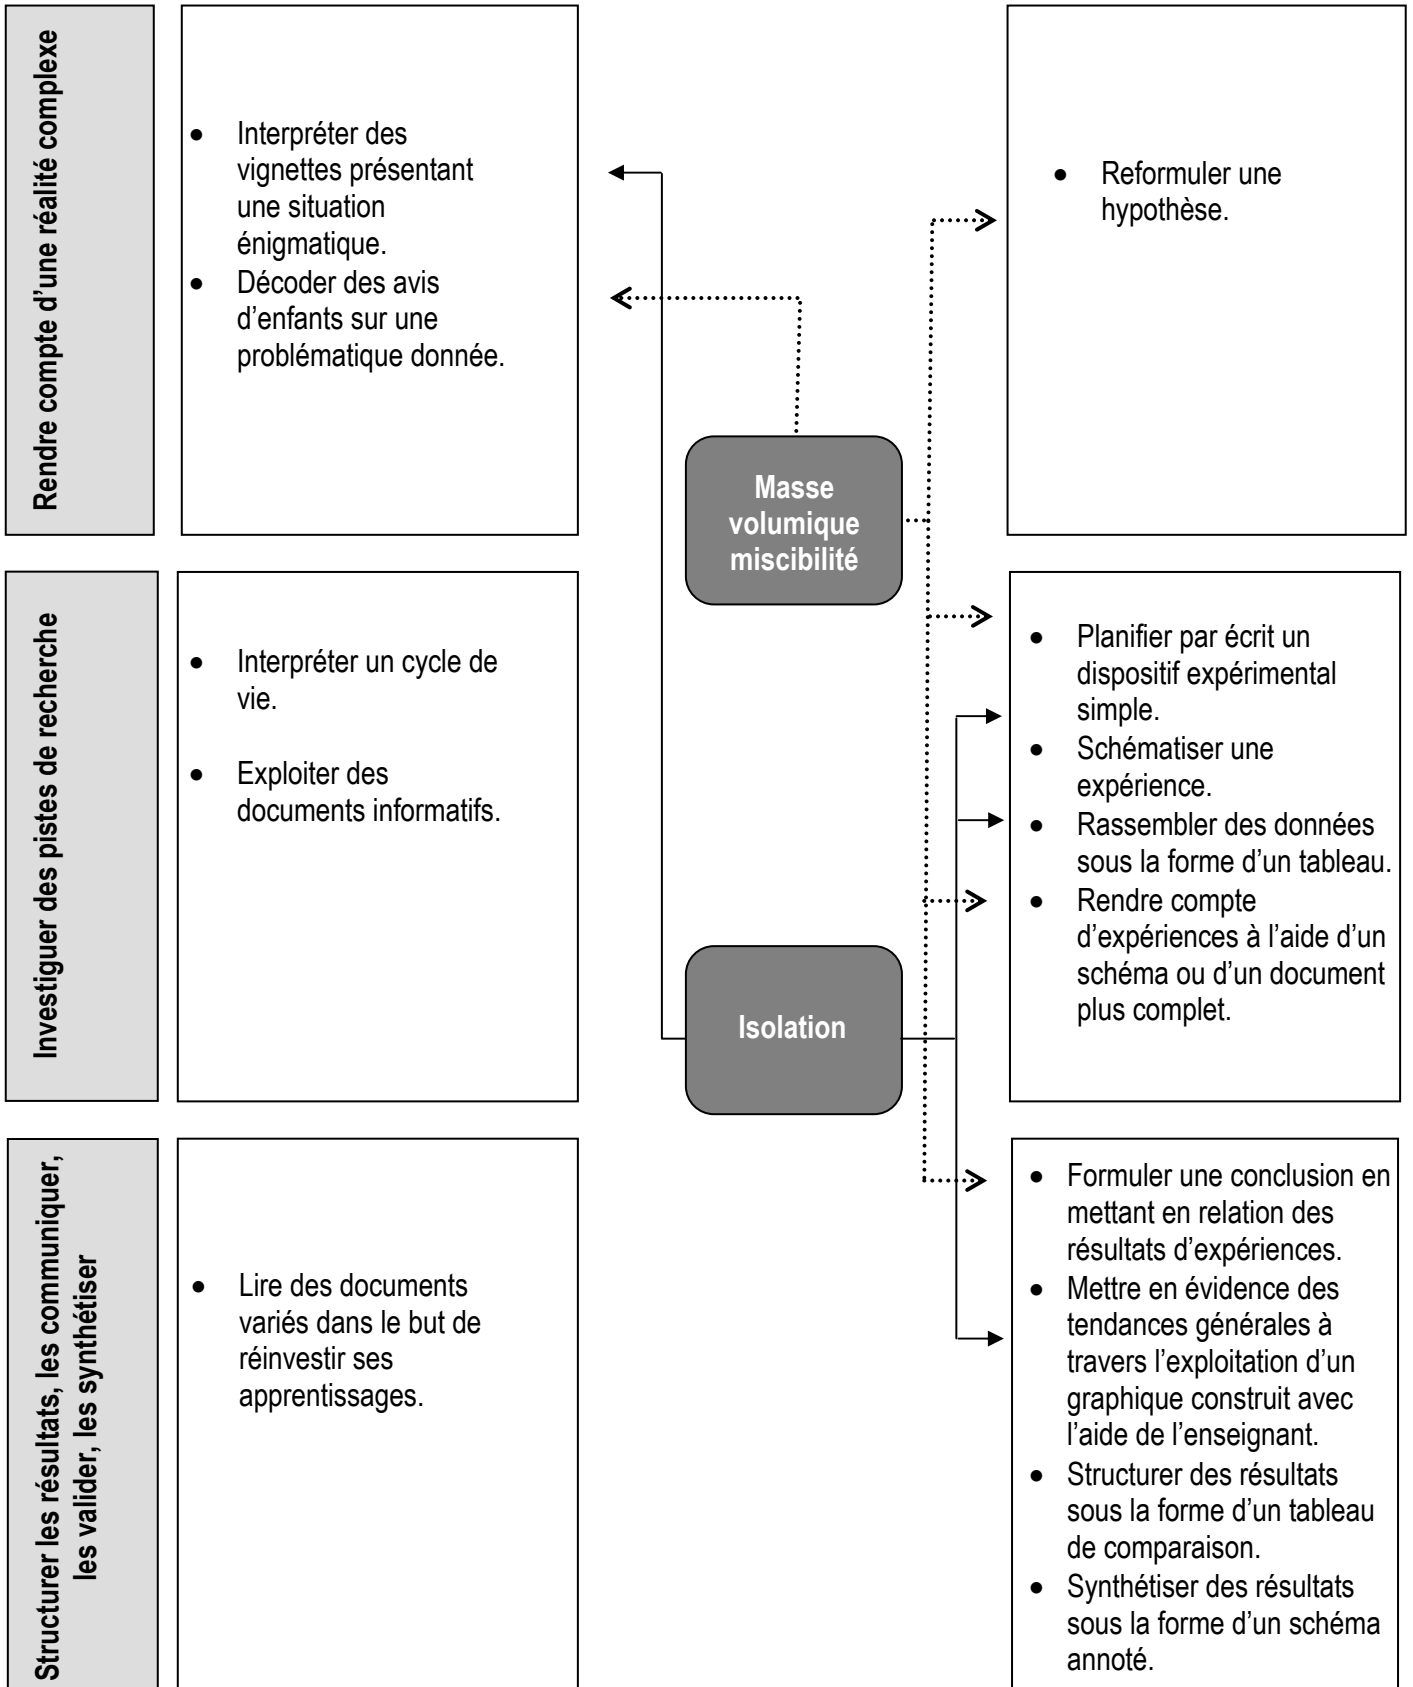 Rendre compte d'une réalité complexe
● Interpréter des
vignettes présentant
une situation
énigmatique.
● Décoder des avis
d'enfants sur une
problématique donnée.
● Reformuler une
hypothèse.
Masse
volumique
miscibilité
Investiguer des pistes de recherche
● Interpréter un cycle de
vie.
● Exploiter des
documents informatifs.
● Planifier par écrit un
dispositif expérimental
simple.
● Schématiser une
expérience.
● Rassembler des données
sous la forme d'un tableau.
● Rendre compte
d'expériences à l'aide d'un
schéma ou d'un document
plus complet.
Isolation
Structurer les résultats, les communiquer,
les valider, les synthétiser
● Lire des documents
variés dans le but de
réinvestir ses
apprentissages.
● Formuler une conclusion en
mettant en relation des
résultats d'expériences.
● Mettre en évidence des
tendances générales à
travers l'exploitation d'un
graphique construit avec
l'aide de l'enseignant.
● Structurer des résultats
sous la forme d'un tableau
de comparaison.
● Synthétiser des résultats
sous la forme d'un schéma
annoté.